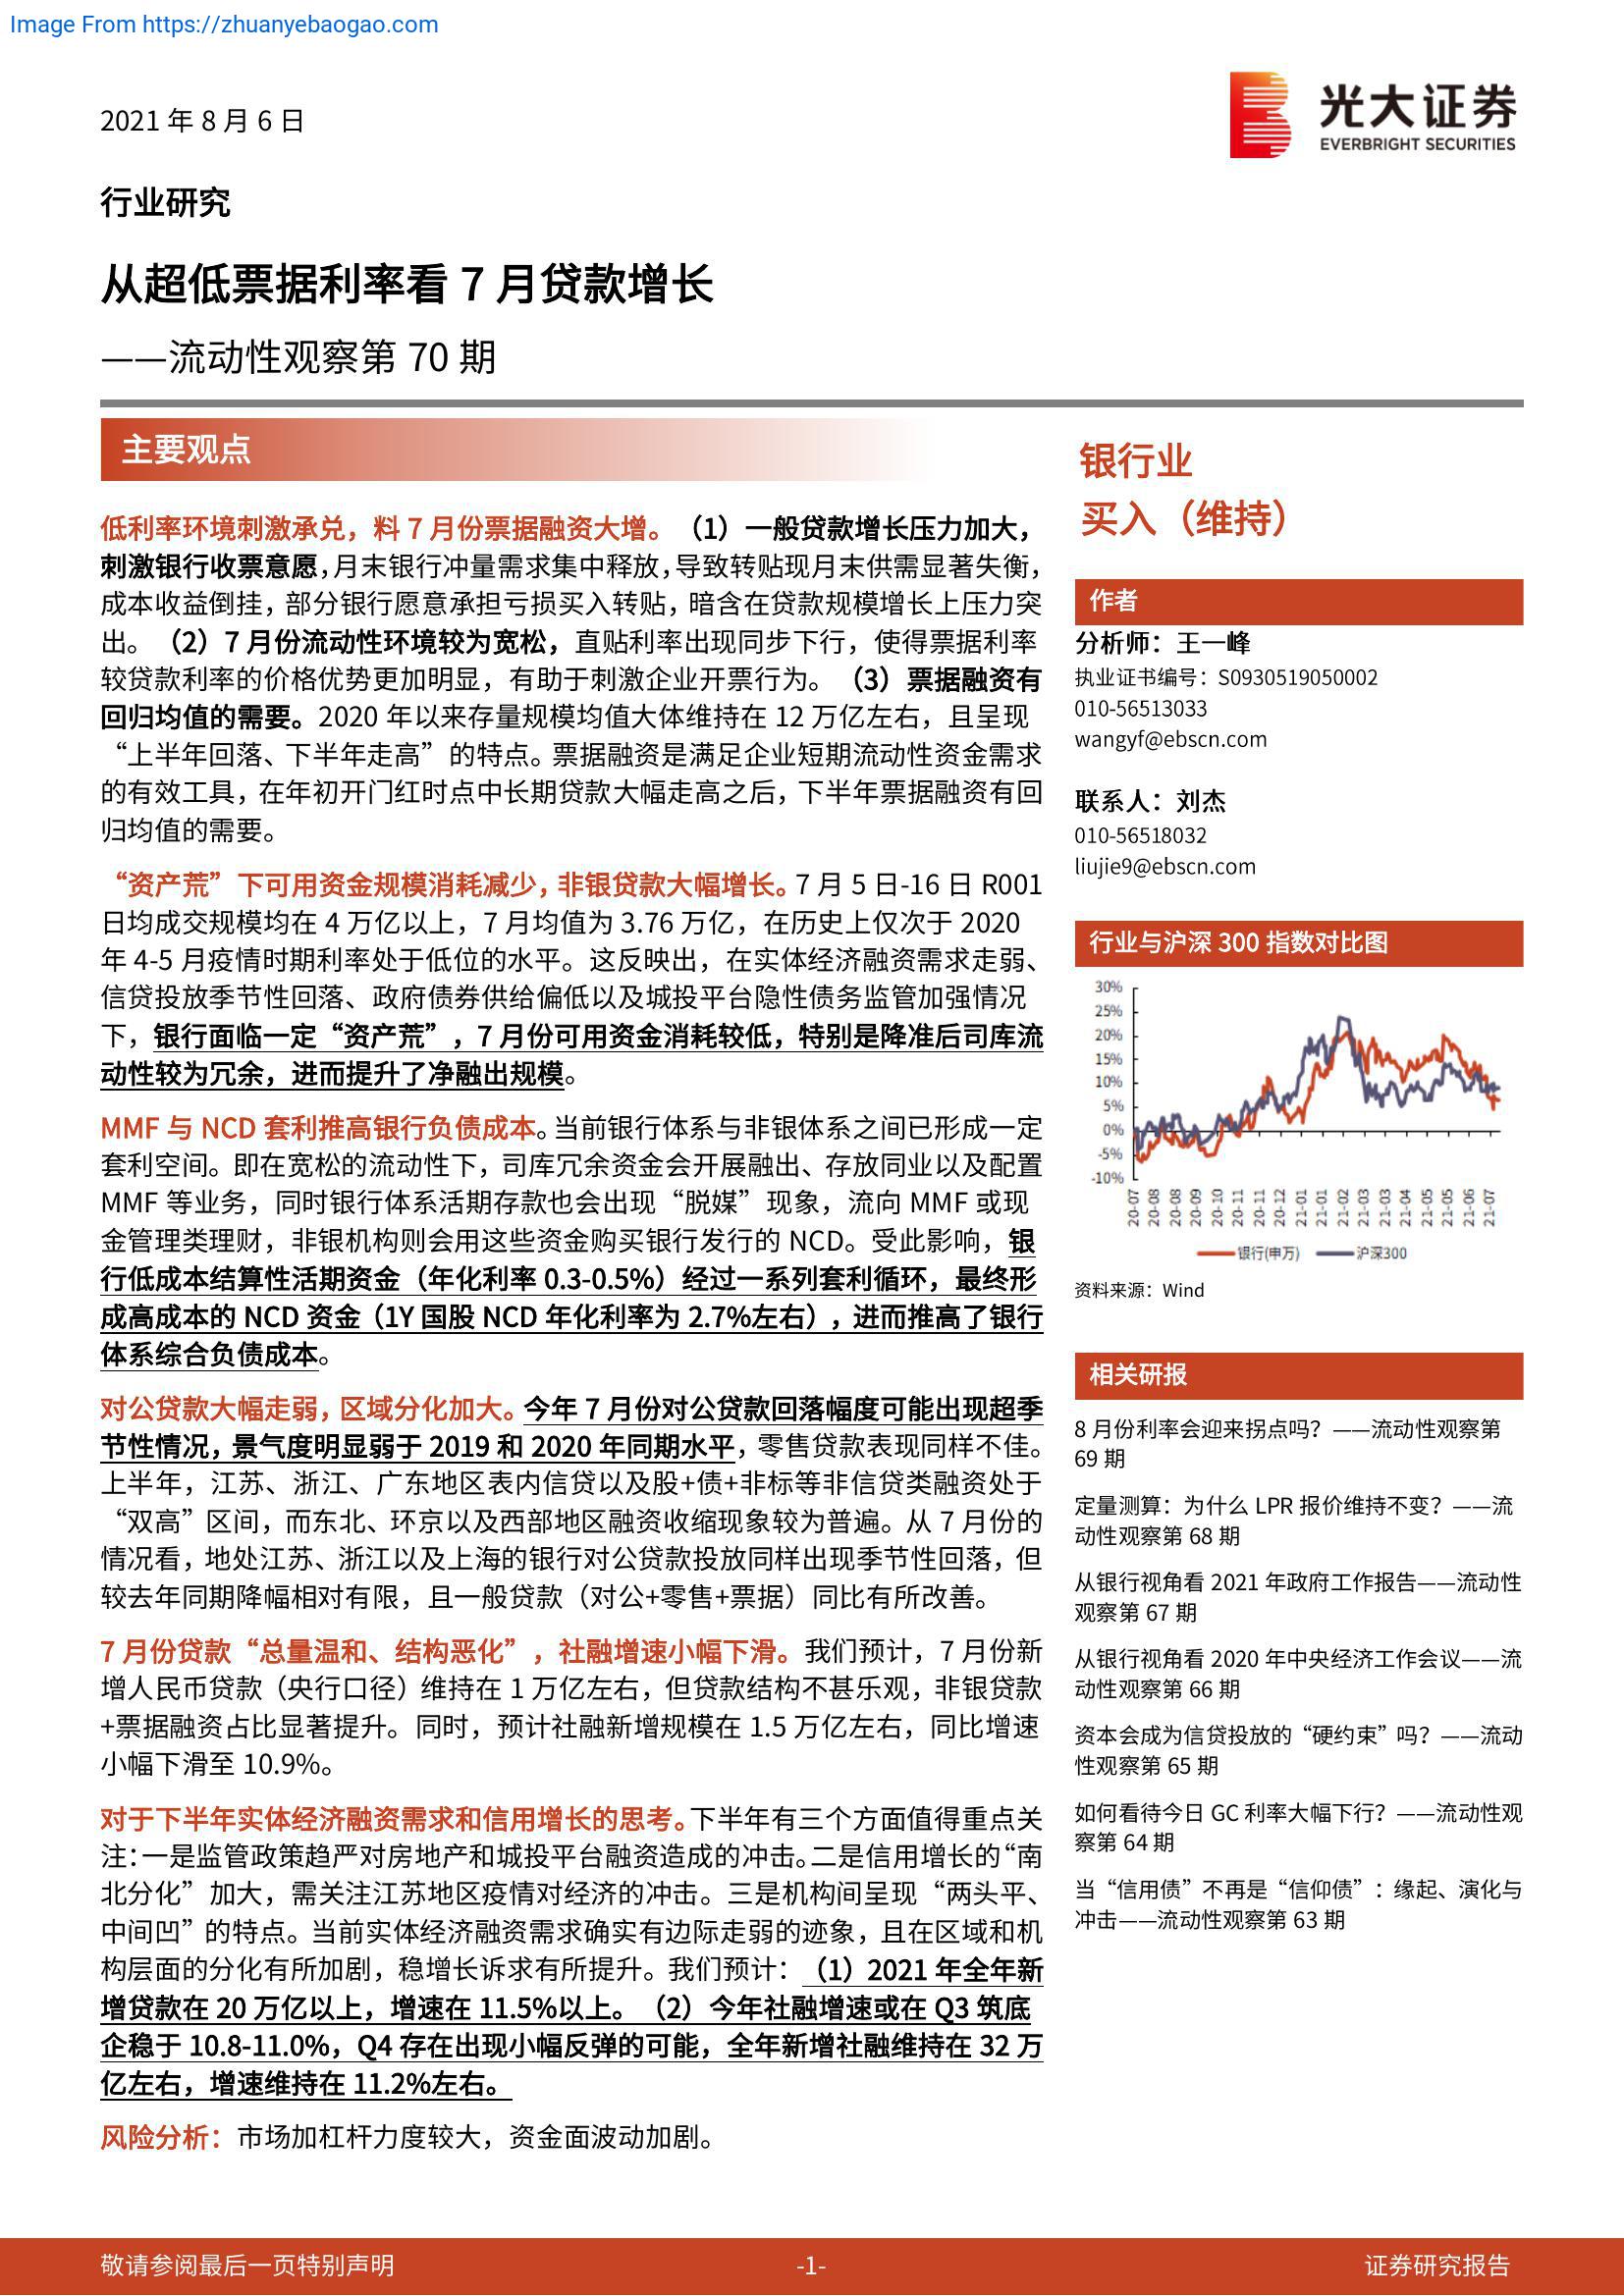 Image From https://zhuanyebaogao.com
2021 年 8 月 6 日
光大证券
EVERBRIGHT SECURITIES
行业研究
从超低票据利率看 7 月贷款增长
——流动性观察第 70 期
主要观点
低利率环境刺激承兑，料 7 月份票据融资大增。（1）一般贷款增长压力加大，
刺激银行收票意愿，月末银行冲量需求集中释放，导致转贴现月末供需显著失衡，
成本收益倒挂，部分银行愿意承担亏损买入转贴，暗含在贷款规模增长上压力突
出。（2）7 月份流动性环境较为宽松，直贴利率出现同步下行，使得票据利率
较贷款利率的价格优势更加明显，有助于刺激企业开票行为。（3）票据融资有
回归均值的需要。2020 年以来存量规模均值大体维持在 12 万亿左右，且呈现
“上半年回落、下半年走高”的特点。票据融资是满足企业短期流动性资金需求
的有效工具，在年初开门红时点中长期贷款大幅走高之后，下半年票据融资有回
归均值的需要。
“资产荒”下可用资金规模消耗减少，非银贷款大幅增长。7 月 5 日-16 日 R001
日均成交规模均在 4 万亿以上，7 月均值为 3.76 万亿，在历史上仅次于 2020
年 4-5 月疫情时期利率处于低位的水平。这反映出，在实体经济融资需求走弱、
信贷投放季节性回落、政府债券供给偏低以及城投平台隐性债务监管加强情况
下，银行面临一定“资产荒”，7 月份可用资金消耗较低，特别是降准后司库流
动性较为冗余，进而提升了净融出规模。
MMF 与 NCD 套利推高银行负债成本。当前银行体系与非银体系之间已形成一定
套利空间。即在宽松的流动性下，司库冗余资金会开展融出、存放同业以及配置
MMF 等业务，同时银行体系活期存款也会出现“脱媒”现象，流向 MMF 或现
金管理类理财，非银机构则会用这些资金购买银行发行的 NCD。受此影响，银
行低成本结算性活期资金（年化利率 0.3-0.5%）经过一系列套利循环，最终形
成高成本的 NCD 资金（1Y 国股 NCD 年化利率为 2.7%左右），进而推高了银行
体系综合负债成本。
对公贷款大幅走弱，区域分化加大。今年 7 月份对公贷款回落幅度可能出现超季
节性情况，景气度明显弱于 2019 和 2020 年同期水平，零售贷款表现同样不佳。
上半年，江苏、浙江、广东地区表内信贷以及股+债+非标等非信贷类融资处于
“双高”区间，而东北、环京以及西部地区融资收缩现象较为普遍。从 7 月份的
情况看，地处江苏、浙江以及上海的银行对公贷款投放同样出现季节性回落，但
较去年同期降幅相对有限，且一般贷款（对公+零售+票据）同比有所改善。
7 月份贷款“总量温和、结构恶化”，社融增速小幅下滑。我们预计，7 月份新
增人民币贷款（央行口径）维持在 1 万亿左右，但贷款结构不甚乐观，非银贷款
+票据融资占比显著提升。同时，预计社融新增规模在 1.5 万亿左右，同比增速
小幅下滑至 10.9%。
对于下半年实体经济融资需求和信用增长的思考。下半年有三个方面值得重点关
注：一是监管政策趋严对房地产和城投平台融资造成的冲击。二是信用增长的“南
北分化”加大，需关注江苏地区疫情对经济的冲击。三是机构间呈现“两头平、
中间凹”的特点。当前实体经济融资需求确实有边际走弱的迹象，且在区域和机
构层面的分化有所加剧，稳增长诉求有所提升。我们预计：（1）2021 年全年新
增贷款在 20 万亿以上，增速在 11.5%以上。（2）今年社融增速或在 Q3 筑底
企稳于 10.8-11.0%，Q4 存在出现小幅反弹的可能，全年新增社融维持在 32 万
亿左右，增速维持在 11.2%左右。
风险分析：市场加杠杆力度较大，资金面波动加剧。
银行业
买入（维持）
作者
分析师：王一峰
执业证书编号：S0930519050002
010-56513033
wangyf@ebscn.com
联系人：刘杰
010-56518032
liujie9@ebscn.com
行业与沪深 300 指数对比图
30%
25%
20%
15%
10%
5%
0%
-5%
-10%
20-07 20-08 20-08 20-09 20-10 20-11 20-11 20-12 21-01 21-01 21-02 21-03 21-03 21-04 21-05 21-05 21-06 21-07
银行(申万) 沪深300
资料来源：Wind
相关研报
8 月份利率会迎来拐点吗？——流动性观察第
69 期
定量测算：为什么 LPR 报价维持不变？——流
动性观察第 68 期
从银行视角看 2021 年政府工作报告——流动性
观察第 67 期
从银行视角看 2020 年中央经济工作会议——流
动性观察第 66 期
资本会成为信贷投放的“硬约束”吗？——流动
性观察第 65 期
如何看待今日 GC 利率大幅下行？——流动性观
察第 64 期
当“信用债”不再是“信仰债”：缘起、演化与
冲击——流动性观察第 63 期
敬请参阅最后一页特别声明
-1-
证券研究报告